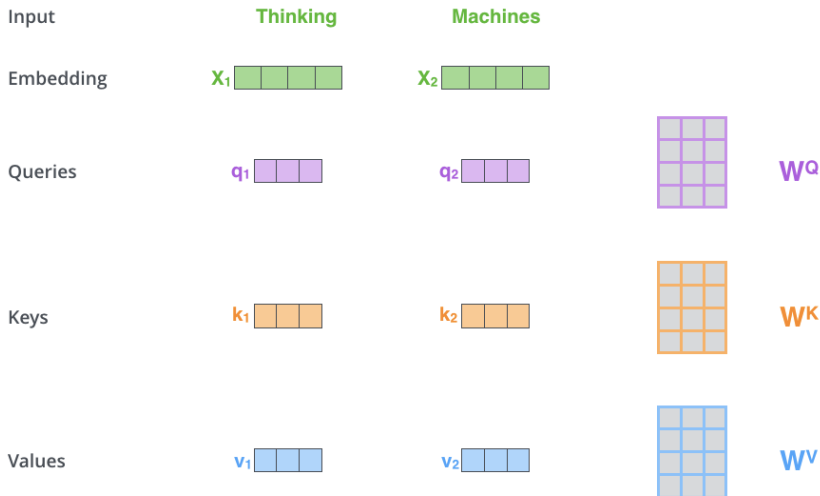 Input Thinking Machines
Embedding X1 X2
Queries q1 q2 WQ
Keys k1 k2 WK
Values v1 v2 WV